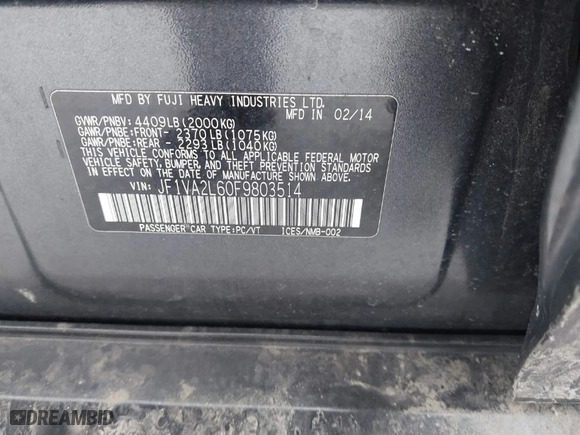 MFD BY FUJI HEAVY INDUSTRIES LTD.
MFD IN 02/14
GVWR/PNBV: 4409LB(2000KG)
GAWR/PNBE:FRONT- 2370LB(1075KG)
GAWR/PNBE:REAR - 2293LB(1040KG)
THIS VEHICLE CONFORMS TO ALL APPLICABLE FEDERAL MOTOR
VEHICLE SAFETY, BUMPER, AND THEFT PREVENTION STANDARDS
IN EFFECT ON THE DATE OF MANUFACTURE SHOWN ABOVE.
VIN: JF1VA2L60F9803514
PASSENGER CAR TYPE:PC/VT ICES/NMB-002
DREAMBID